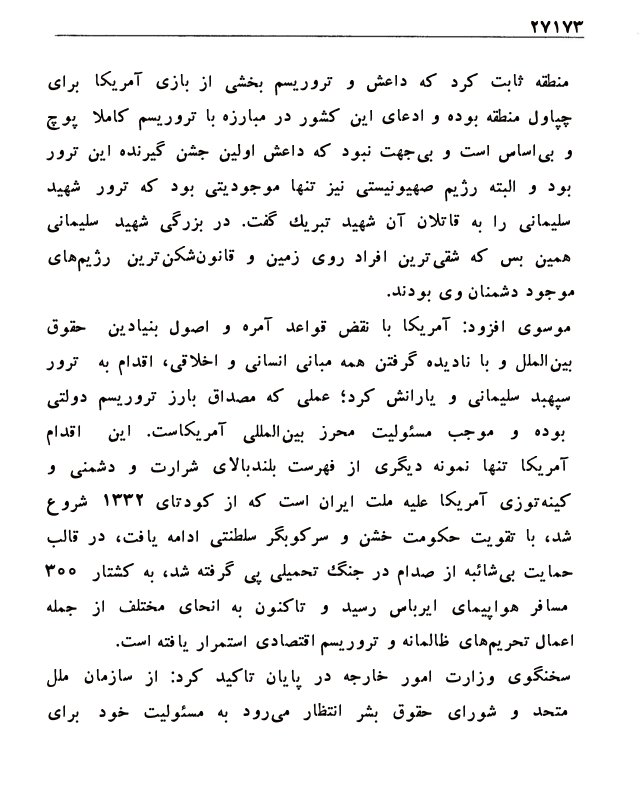 ۲۷۱۷۳
منطقه ثابت کرد که داعش و تروریسم بخشی از بازی آمریکا برای
چپاول منطقه بوده و ادعای این کشور در مبارزه با تروریسم کاملا پوچ
و بی‌اساس است و بی‌جهت نبود که داعش اولین جشن گیرنده این ترور
بود و البته رژیم صهیونیستی نیز تنها موجودیتی بود که ترور شهید
سلیمانی را به قاتلان آن شهید تبریك گفت. در بزرگی شهید سلیمانی
همین بس که شقی‌ترین افراد روی زمین و قانون‌شکن‌ترین رژیم‌های
موجود دشمنان وی بودند.
موسوی افزود: آمریکا با نقض قواعد آمره و اصول بنیادین حقوق
بین‌الملل و با نادیده گرفتن همه مبانی انسانی و اخلاقی، اقدام به ترور
سپهبد سلیمانی و یارانش کرد؛ عملی که مصداق بارز تروریسم دولتی
بوده و موجب مسئولیت محرز بین‌المللی آمریکاست. این اقدام
آمریکا تنها نمونه دیگری از فهرست بلندبالای شرارت و دشمنی و
کینه‌توزی آمریکا علیه ملت ایران است که از کودتای ۱۳۳۲ شروع
شد، با تقویت حکومت خشن و سرکوبگر سلطنتی ادامه یافت، در قالب
حمایت بی‌شائبه از صدام در جنگ تحمیلی پی گرفته شد، به کشتار ۳۰۰
مسافر هواپیمای ایرباس رسید و تاکنون به انحای مختلف از جمله
اعمال تحریم‌های ظالمانه و تروریسم اقتصادی استمرار یافته است.
سخنگوی وزارت امور خارجه در پایان تاکید کرد: از سازمان ملل
متحد و شورای حقوق بشر انتظار می‌رود به مسئولیت خود برای